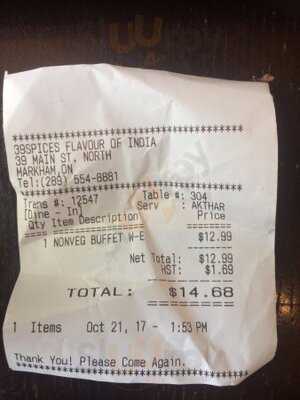 ************************************
39SPICES FLAVOUR OF INDIA
39 MAIN ST. NORTH
MARKHAM,ON
Tel:(289) 554-8881
************************************
Trans #: 12547 Table #: 304
[Dine - In] Serv : AKTHAR
Qty Item Description Price
1 NONVEG BUFFET W-E $12.99
Net Total: $12.99
HST: $1.69
TOTAL: $14.68
1 Items Oct 21, 17 - 1:53 PM
************************************
Thank You! Please Come Again.
************************************